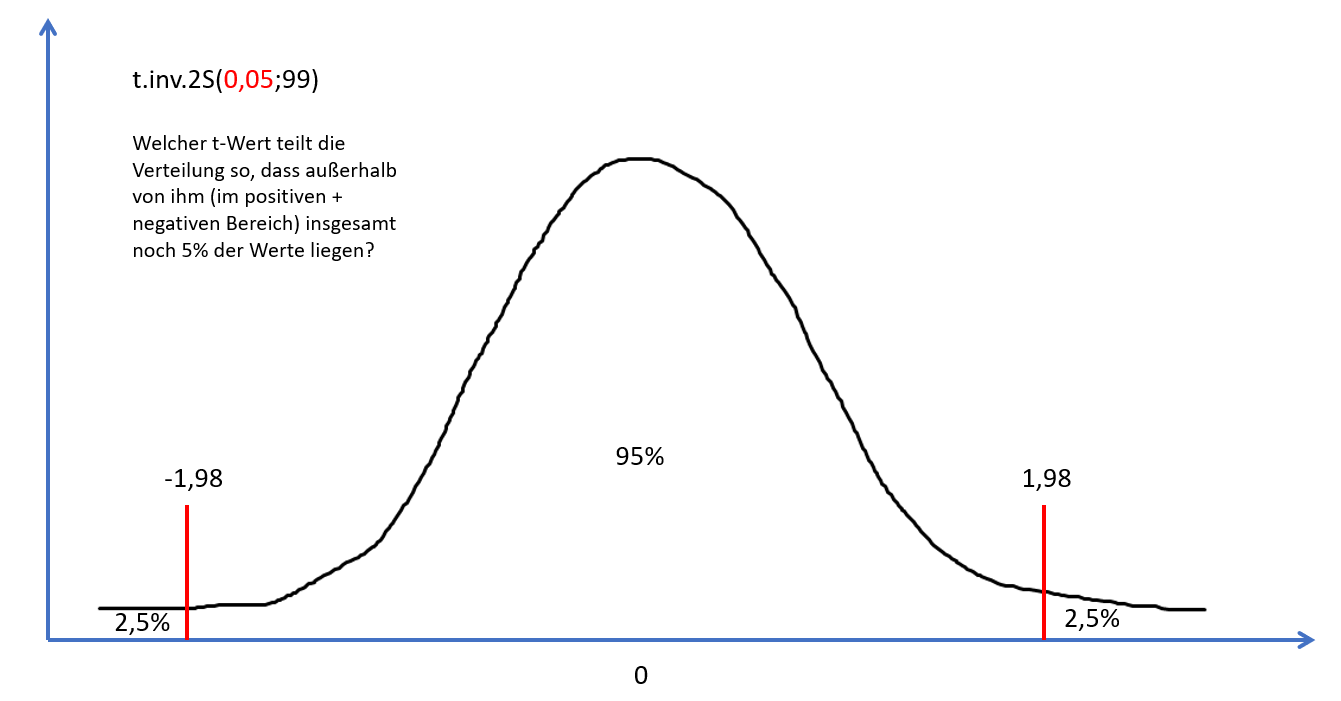 t.inv.2S(0,05;99)
Welcher t-Wert teilt die
Verteilung so, dass außerhalb
von ihm (im positiven +
negativen Bereich) insgesamt
noch 5% der Werte liegen?
95%
-1,98
1,98
2,5%
2,5%
0